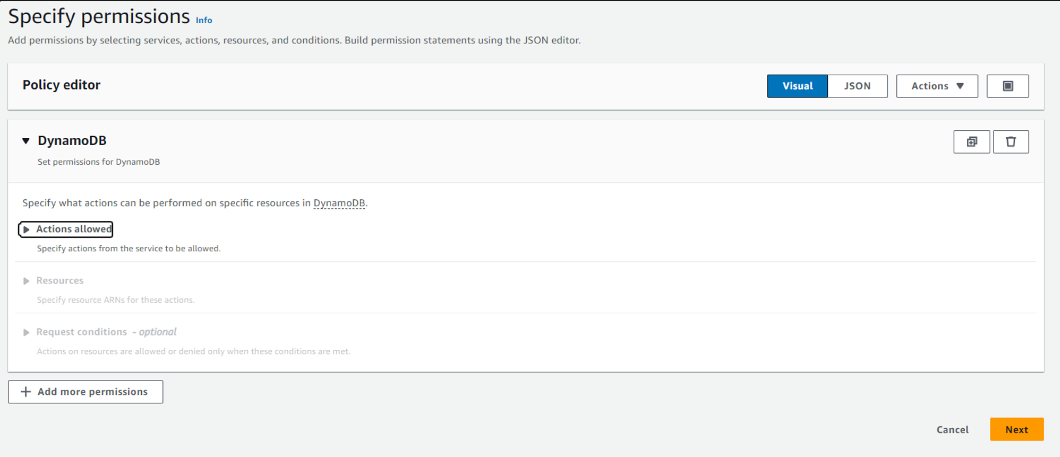 Specify permissions Info
Add permissions by selecting services, actions, resources, and conditions. Build permission statements using the JSON editor.
Policy editor
Visual JSON Actions
DynamoDB
Set permissions for DynamoDB
Specify what actions can be performed on specific resources in DynamoDB.
Actions allowed
Specify actions from the service to be allowed.
Resources
Specify resource ARNs for these actions.
Request conditions - optional
Actions on resources are allowed or denied only when these conditions are met.
Add more permissions
Cancel Next